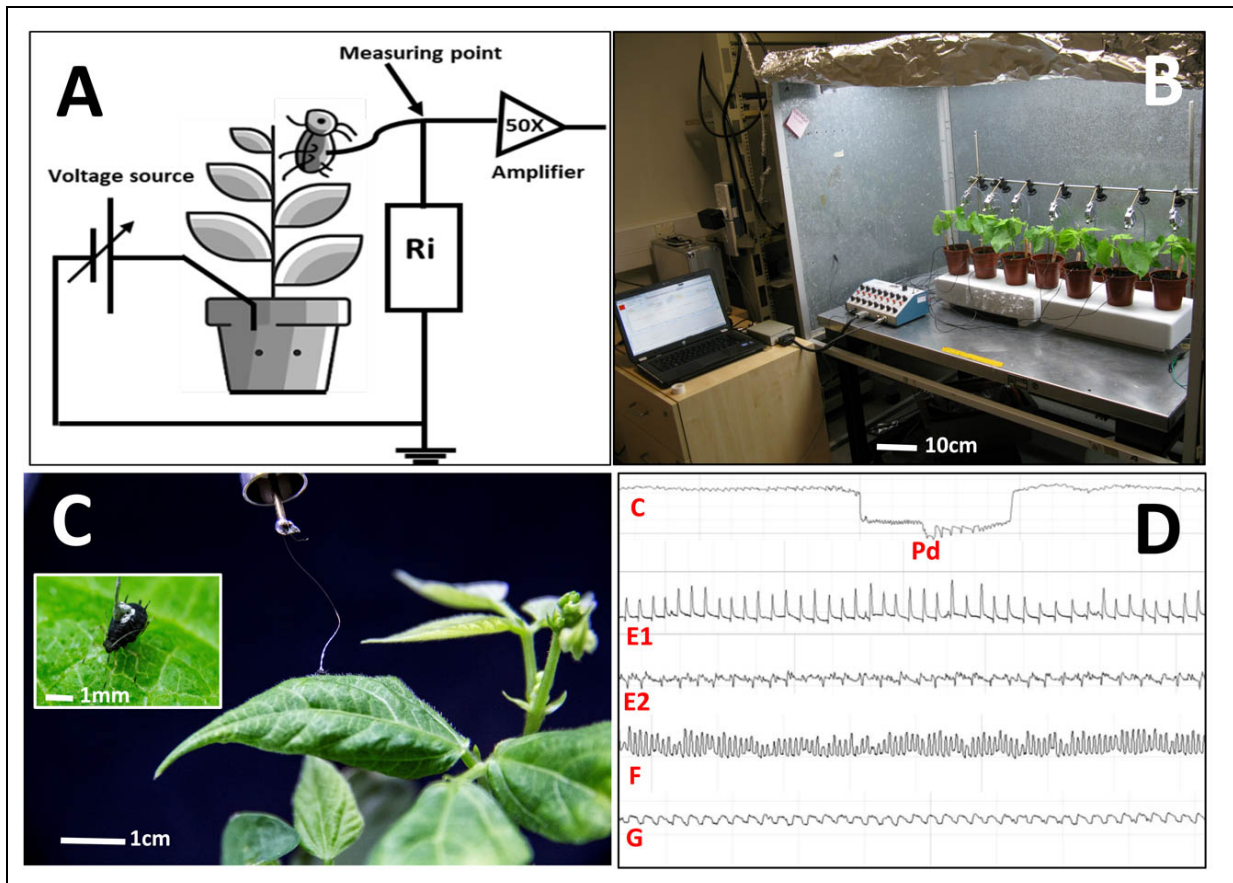 A
Measuring point
50X
Amplifier
Voltage source
Ri
B
10cm
C
1mm
1cm
D
C
Pd
E1
E2
F
G